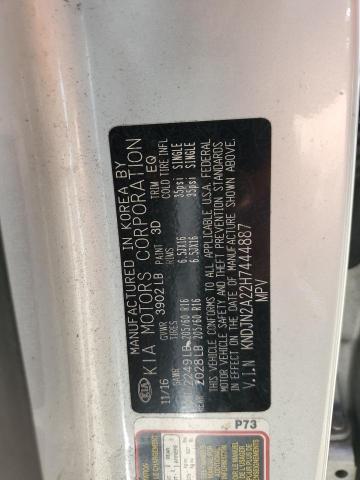 MANUFACTURED IN KOREA BY
KIA MOTORS CORPORATION
11/16 GVWR 3902LB PAINT 3D TRIM EQ
GAWR TIRES RIMS COLD TIRE INFL
2249LB 205/60 R16 6.5JX16 35psi SINGLE
REAR 2028LB 205/60 R16 6.5JX16 35psi SINGLE
THIS VEHICLE CONFORMS TO ALL APPLICABLE U.S.A. FEDERAL
MOTOR VEHICLE SAFETY, BUMPER, AND THEFT PREVENTION STANDARDS
IN EFFECT ON THE DATE OF MANUFACTURE SHOWN ABOVE.
V.I.N KNDJN2A22H7444887
MPV
KIA
P73